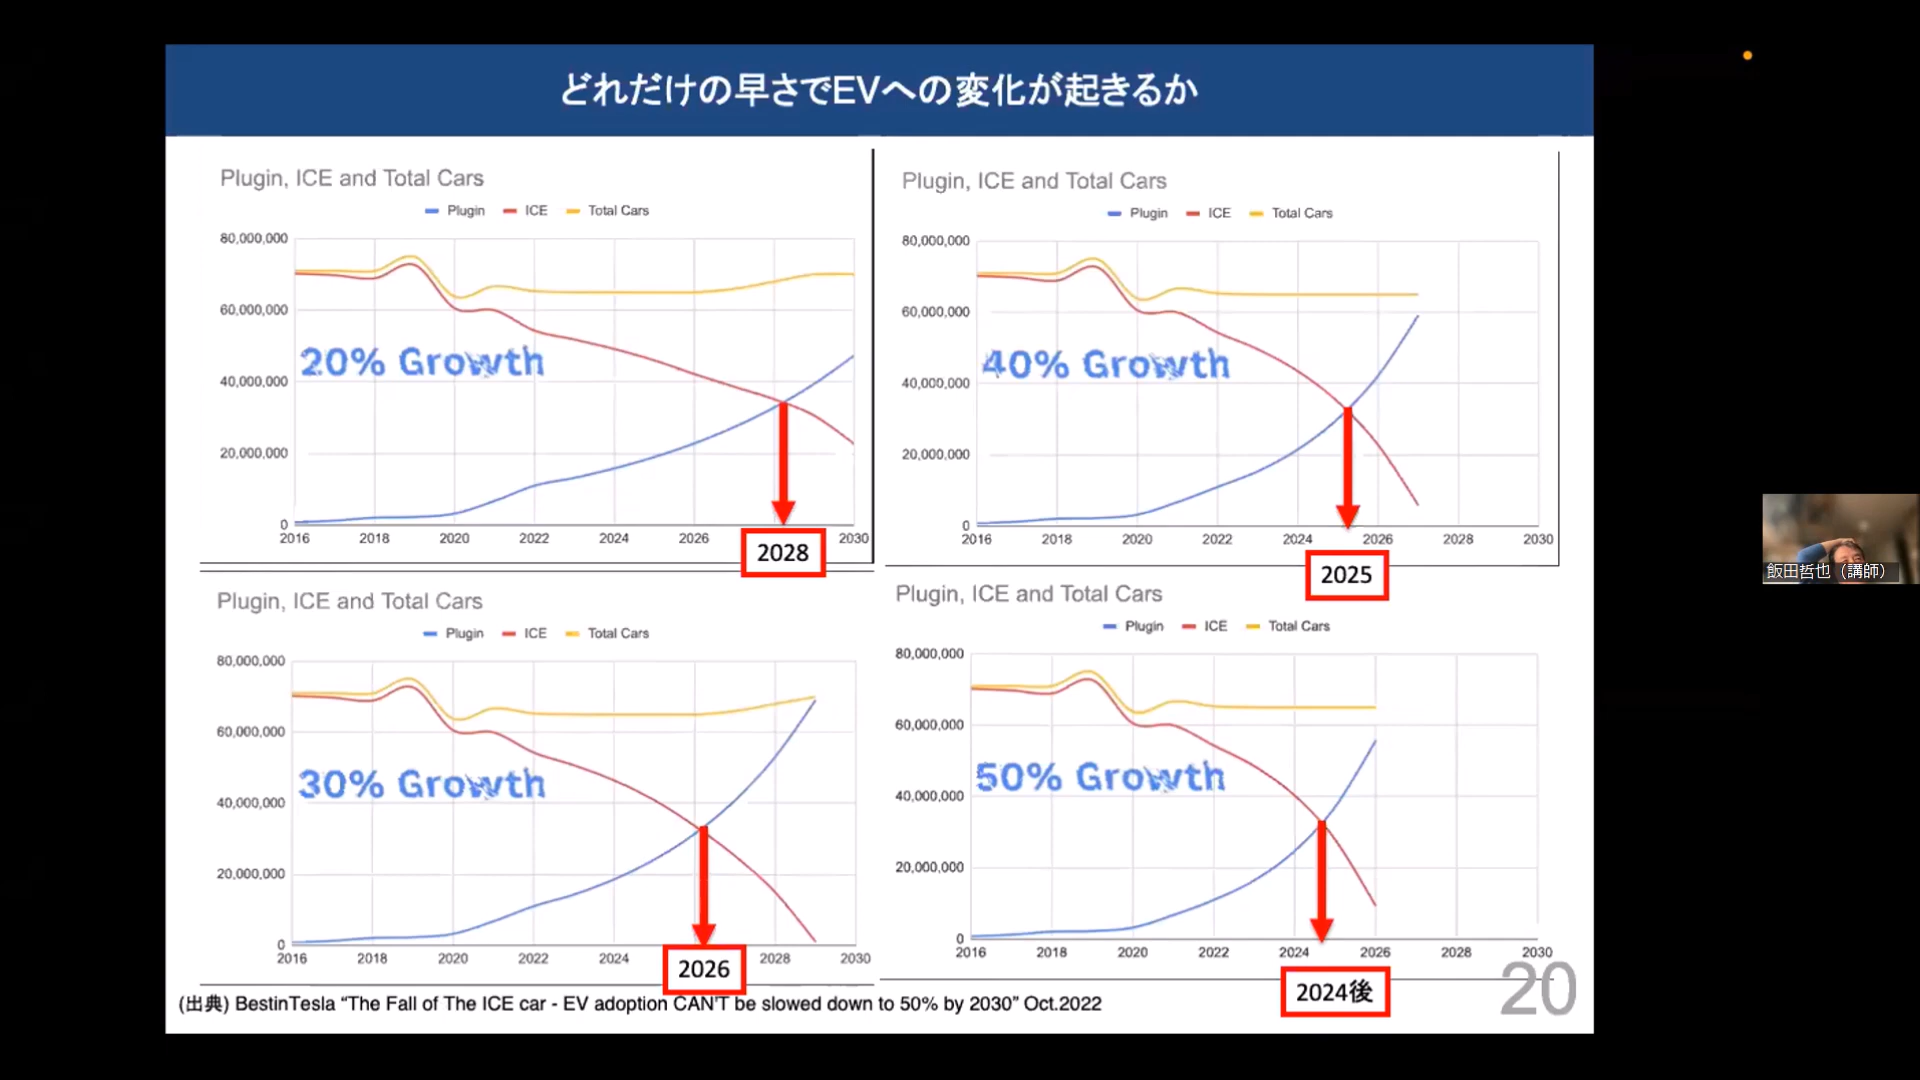 どれだけの早さでEVへの変化が起きるか
Plugin, ICE and Total Cars
Plugin ICE Total Cars
80,000,000
60,000,000
20% Growth
40,000,000
20,000,000
0
2016 2018 2020 2022 2024 2026 2030
2028
Plugin, ICE and Total Cars
Plugin ICE Total Cars
80,000,000
60,000,000
40% Growth
40,000,000
20,000,000
0
2016 2018 2020 2022 2024 2026 2028 2030
2025
Plugin, ICE and Total Cars
Plugin ICE Total Cars
80,000,000
60,000,000
30% Growth
40,000,000
20,000,000
0
2016 2018 2020 2022 2024 2028 2030
2026
Plugin, ICE and Total Cars
Plugin ICE Total Cars
80,000,000
60,000,000
50% Growth
40,000,000
20,000,000
0
2016 2018 2020 2022 2024 2026 2028 2030
2024後
(出典) BestinTesla “The Fall of The ICE car - EV adoption CAN'T be slowed down to 50% by 2030” Oct.2022
20
飯田哲也（講師）